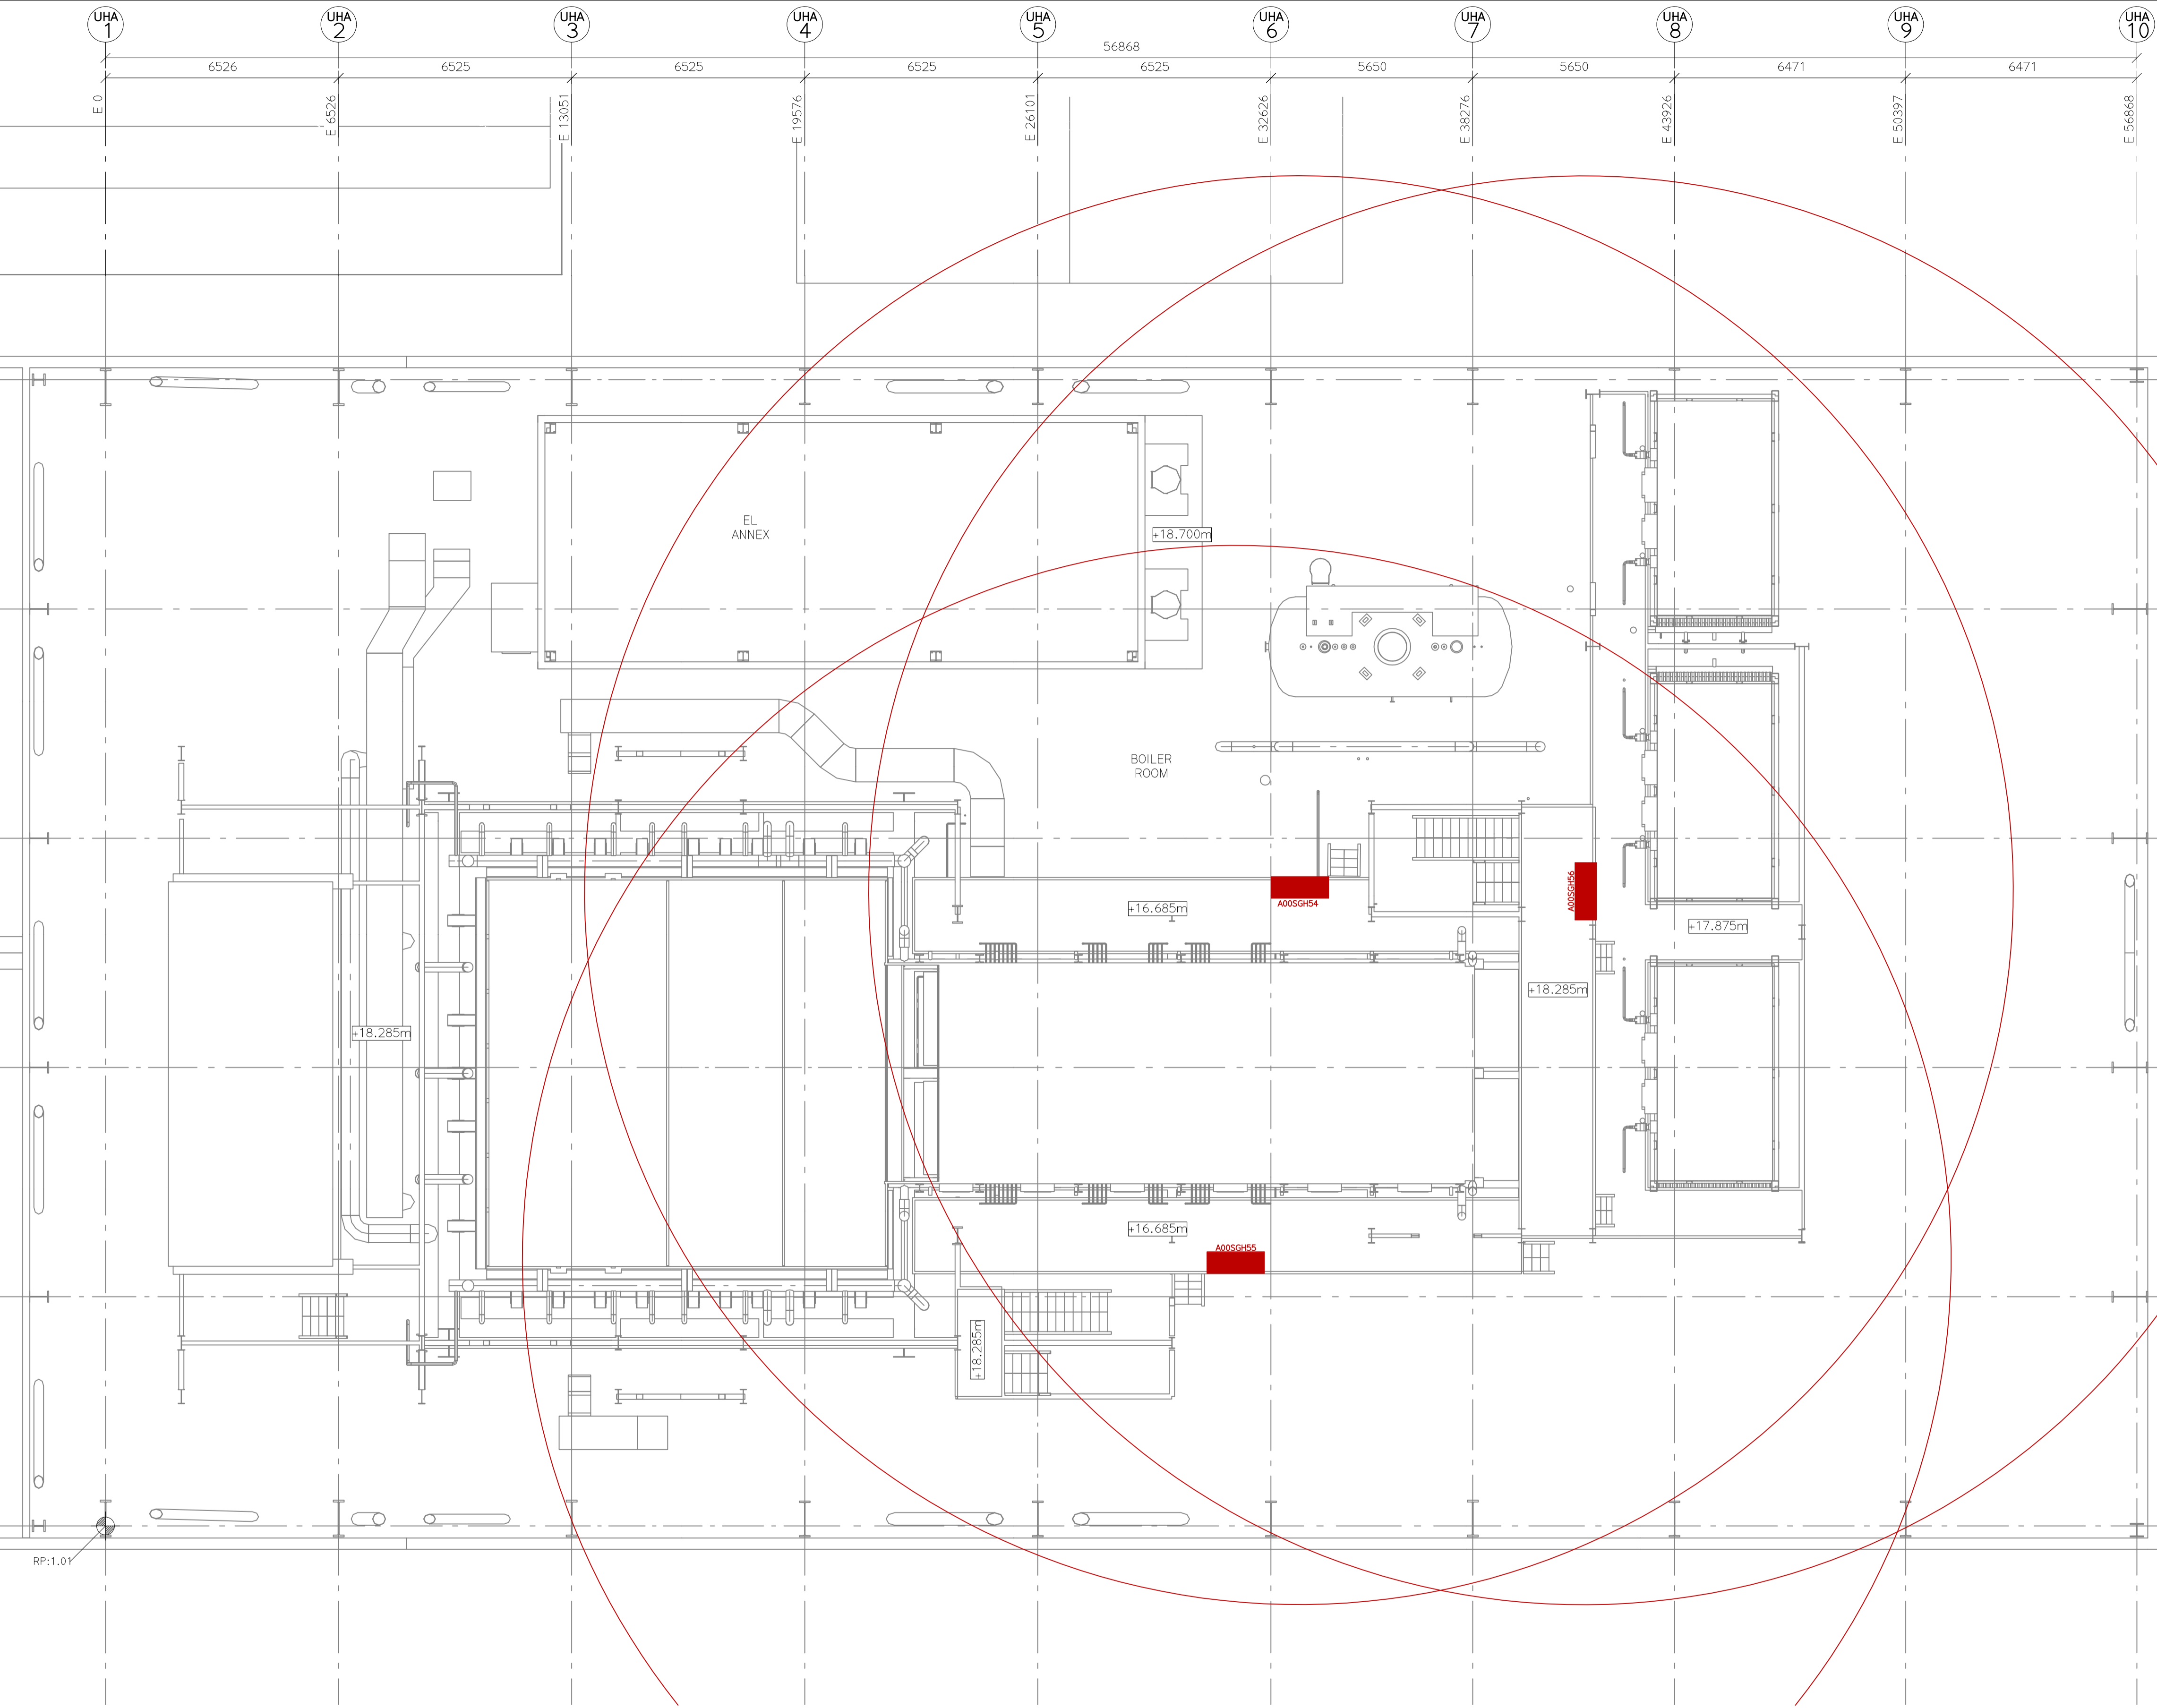 UHA
1
UHA
2
UHA
3
UHA
4
UHA
5
UHA
6
UHA
7
UHA
8
UHA
9
UHA
10
56868
6526
6525
6525
6525
6525
5650
5650
6471
6471
E 0
E 6526
E 13051
E 19576
E 26101
E 32626
E 38276
E 43926
E 50397
E 56868
EL
ANNEX
+18.700m
BOILER
ROOM
A00SGH54
A00SGH56
+16.685m
+17.875m
+18.285m
+18.285m
+16.685m
A00SGH55
+18.285m
RP:1.01